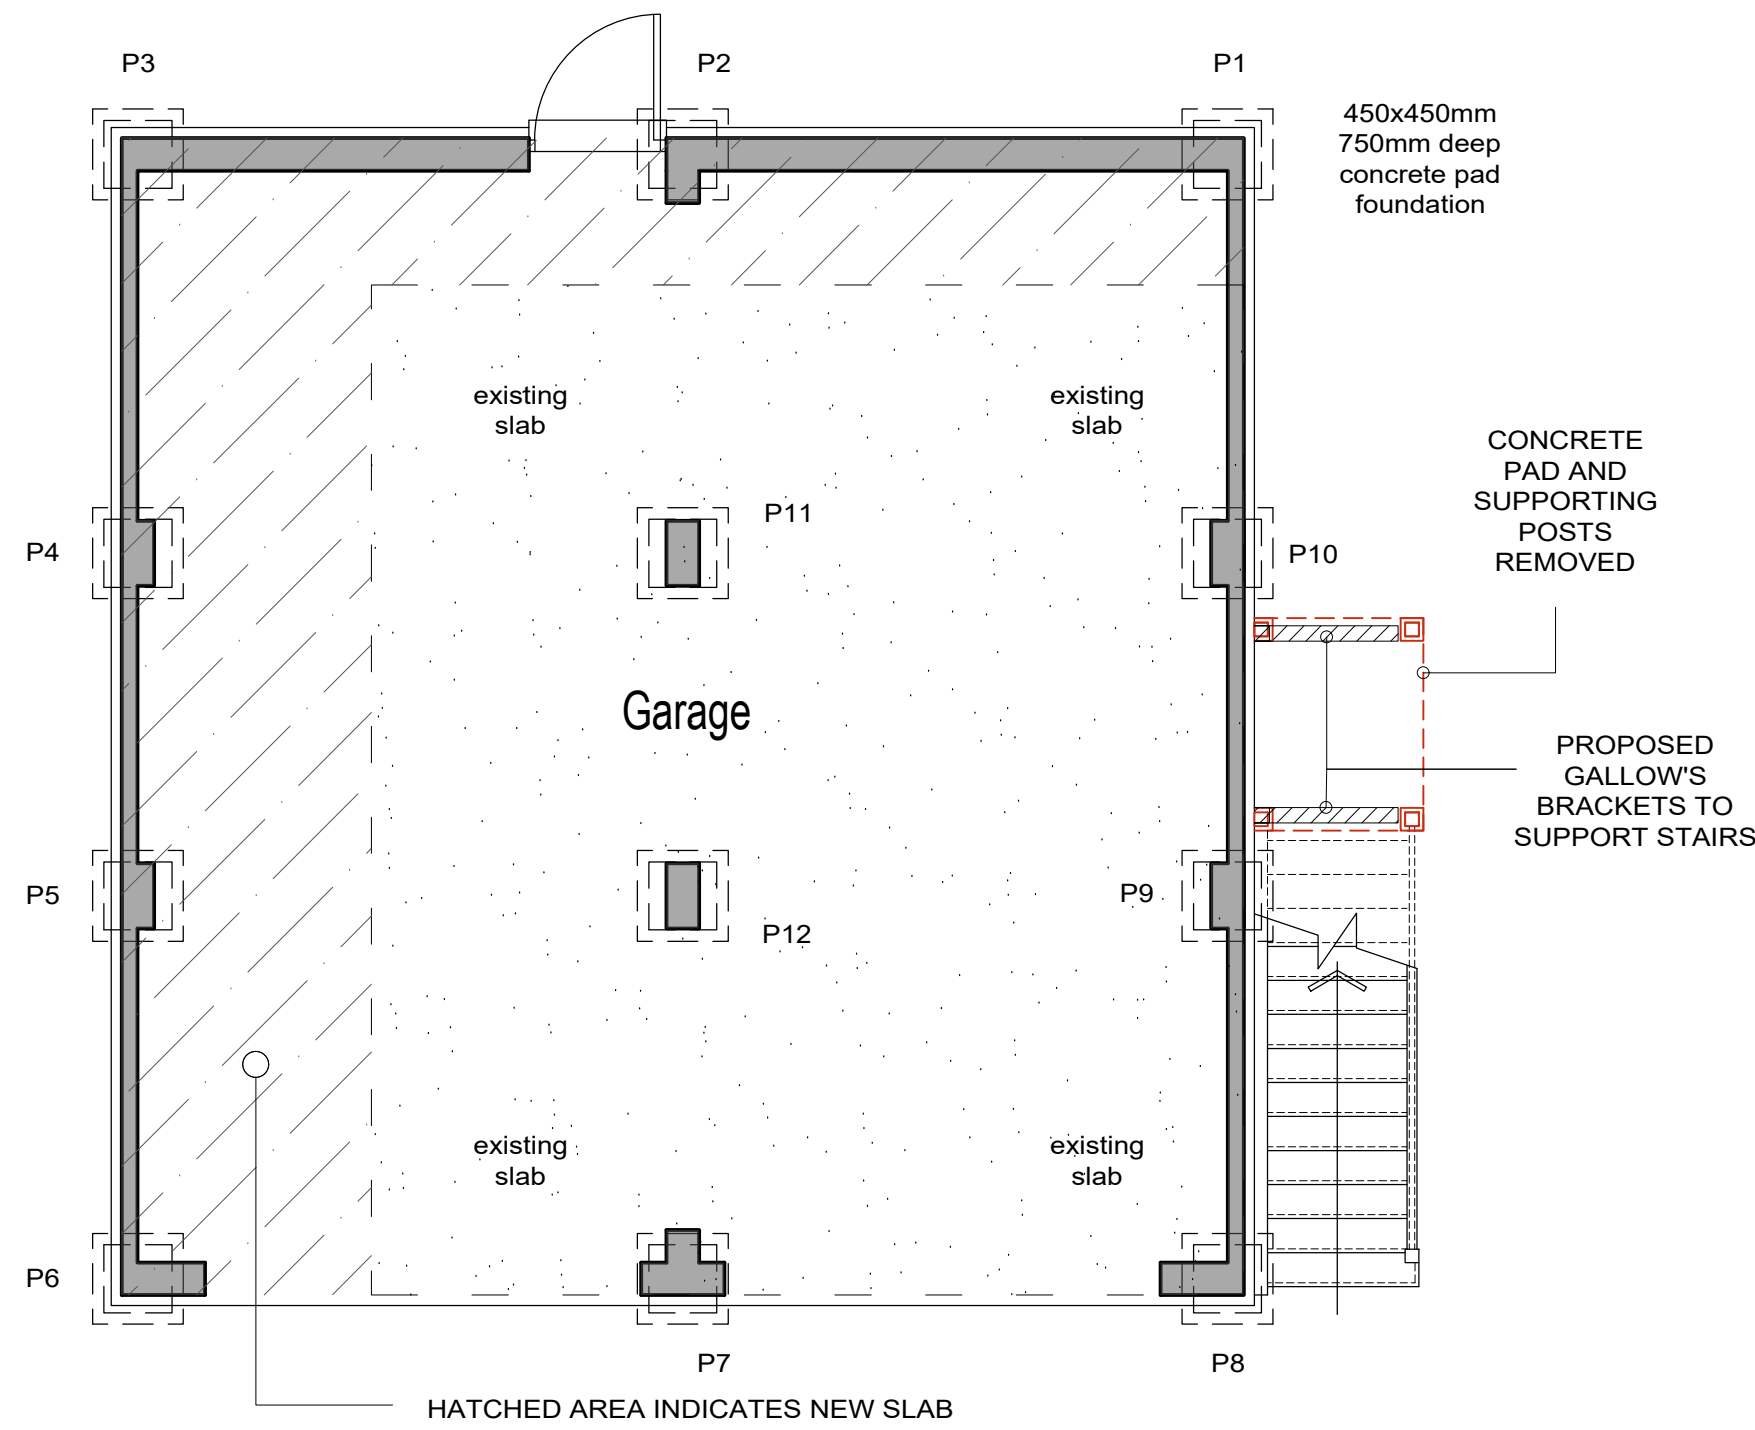 P3
P2
P1
450x450mm
750mm deep
concrete pad
foundation
existing
slab
existing
slab
CONCRETE
PAD AND
SUPPORTING
POSTS
REMOVED
P11
P4
P10
Garage
PROPOSED
GALLOW'S
BRACKETS TO
SUPPORT STAIRS
P5
P9
P12
existing
slab
existing
slab
P6
P7
P8
HATCHED AREA INDICATES NEW SLAB